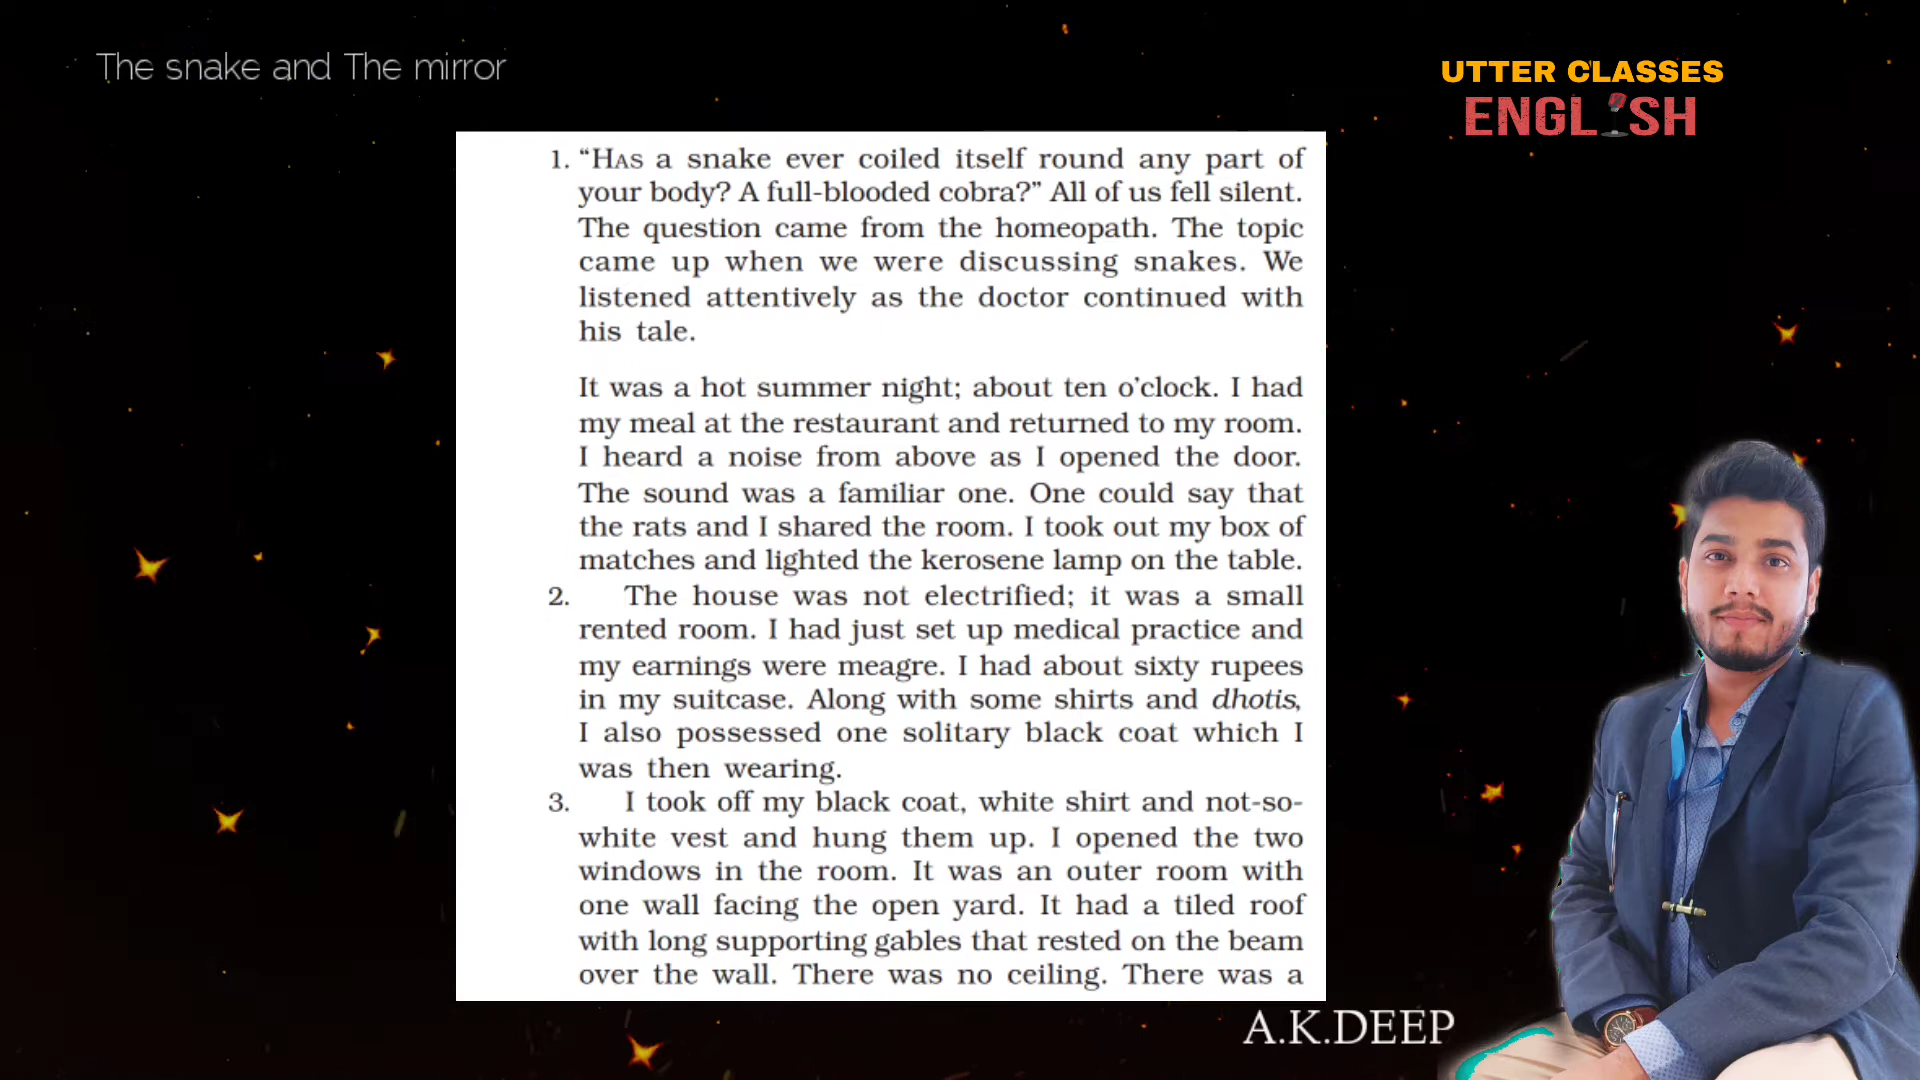 The snake and The mirror
UTTER CLASSES
ENGLISH
1. “HAS a snake ever coiled itself round any part of
your body? A full-blooded cobra?” All of us fell silent.
The question came from the homeopath. The topic
came up when we were discussing snakes. We
listened attentively as the doctor continued with
his tale.
It was a hot summer night; about ten o’clock. I had
my meal at the restaurant and returned to my room.
I heard a noise from above as I opened the door.
The sound was a familiar one. One could say that
the rats and I shared the room. I took out my box of
matches and lighted the kerosene lamp on the table.
2. The house was not electrified; it was a small
rented room. I had just set up medical practice and
my earnings were meagre. I had about sixty rupees
in my suitcase. Along with some shirts and dhotis,
I also possessed one solitary black coat which I
was then wearing.
3. I took off my black coat, white shirt and not-so-
white vest and hung them up. I opened the two
windows in the room. It was an outer room with
one wall facing the open yard. It had a tiled roof
with long supporting gables that rested on the beam
over the wall. There was no ceiling. There was a
A.K.DEEP